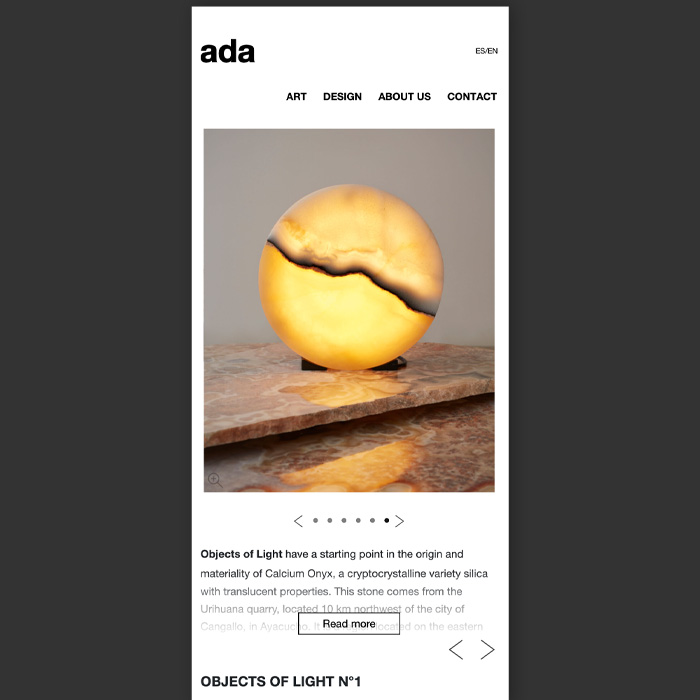 ada
ES/EN
ART DESIGN ABOUT US CONTACT
Objects of Light have a starting point in the origin and
materiality of Calcium Onyx, a cryptocrystalline variety silica
with translucent properties. This stone comes from the
Urihuana quarry, located 10 km northwest of the city of
Cangallo, in Ayacucho. It located on the eastern
Read more
OBJECTS OF LIGHT N°1